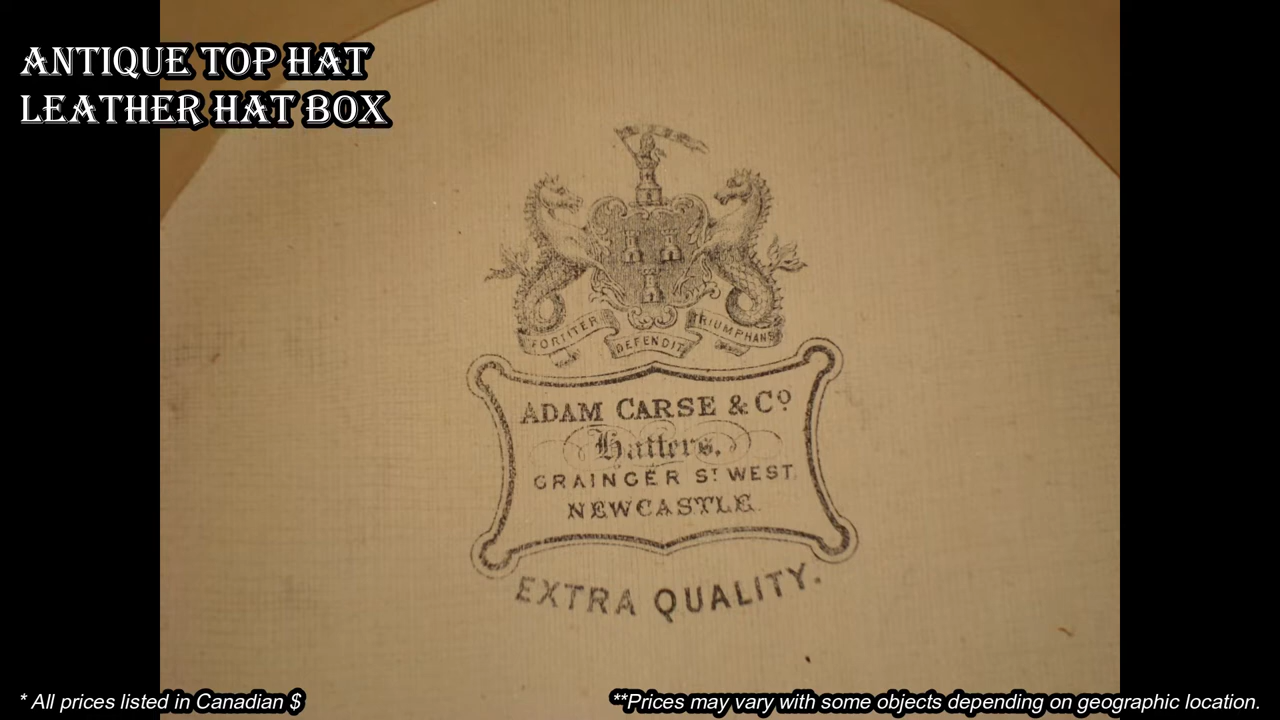 ANTIQUE TOP HAT
LEATHER HAT BOX
FORTITER DEFENDIT TRIUMPHANS
ADAM CARSE & Co
Hatters,
GRAINGER ST WEST,
NEWCASTLE.
EXTRA QUALITY.
* All prices listed in Canadian $
**Prices may vary with some objects depending on geographic location.